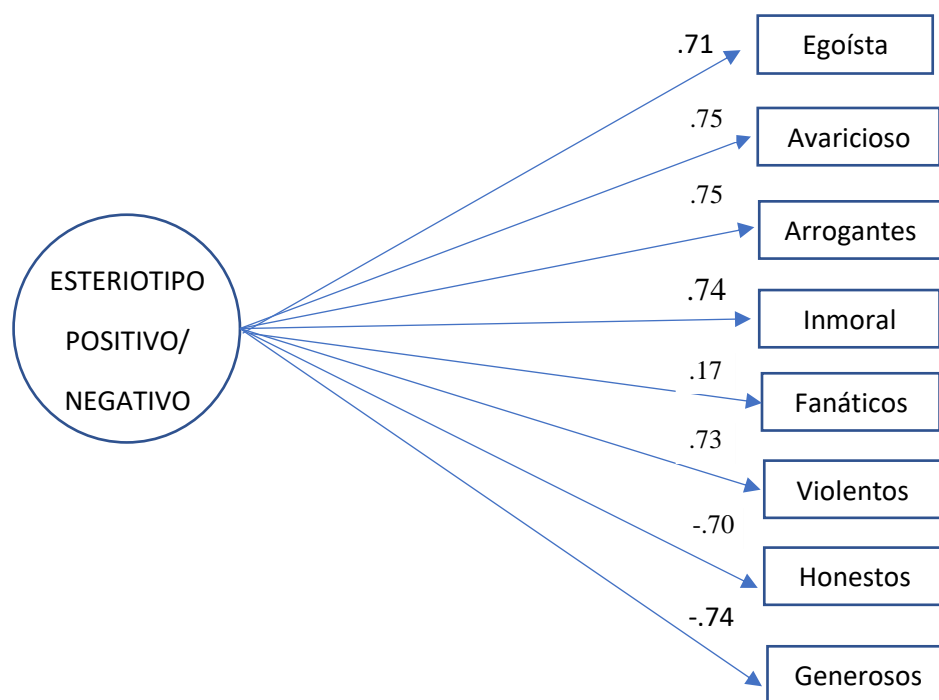 .71
Egoísta
.75
Avaricioso
.75
Arrogantes
ESTERIOTIPO
POSITIVO/
NEGATIVO
.74
Inmoral
.17
Fanáticos
.73
Violentos
-.70
Honestos
-.74
Generosos